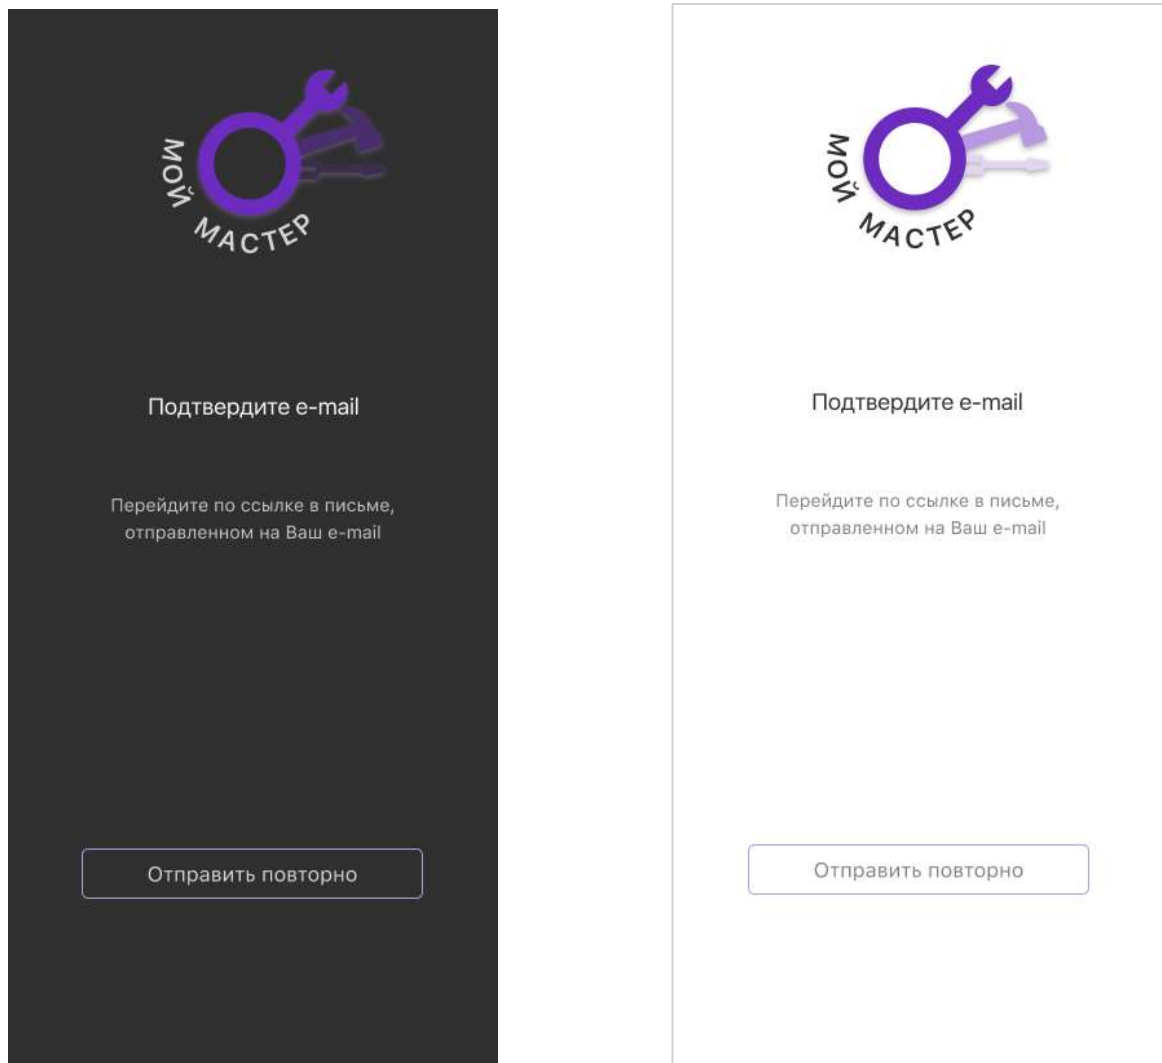 МОЙ МАСТЕР
Подтвердите e-mail
Перейдите по ссылке в письме,
отправленном на Ваш e-mail
Отправить повторно
МОЙ МАСТЕР
Подтвердите e-mail
Перейдите по ссылке в письме,
отправленном на Ваш e-mail
Отправить повторно